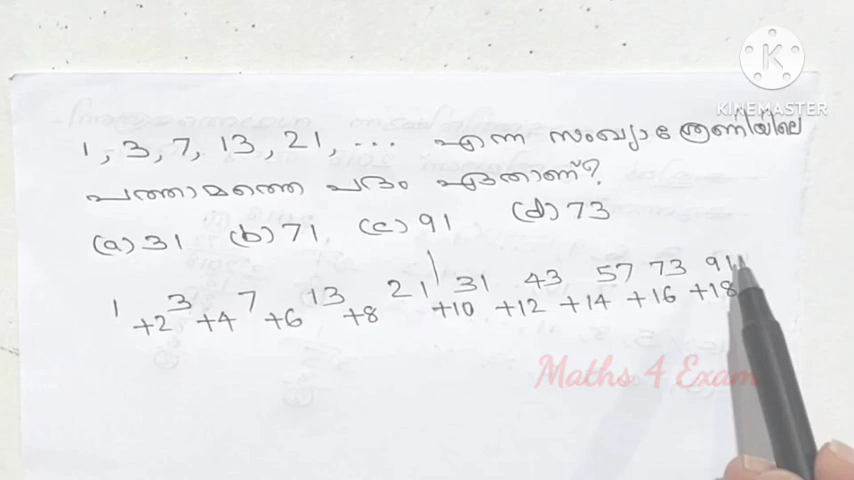 KINEMASTER
1, 3, 7, 13, 21, ... എന്ന സംഖ്യാ ശ്രേണിയിലെ
പത്താമത്തെ പദം ഏതാണ്?
(a) 31 (b) 71 (c) 91 (d) 73
1 3 7 13 21 31 43 57 73 91
+2 +4 +6 +8 +10 +12 +14 +16 +18
Maths 4 Exam